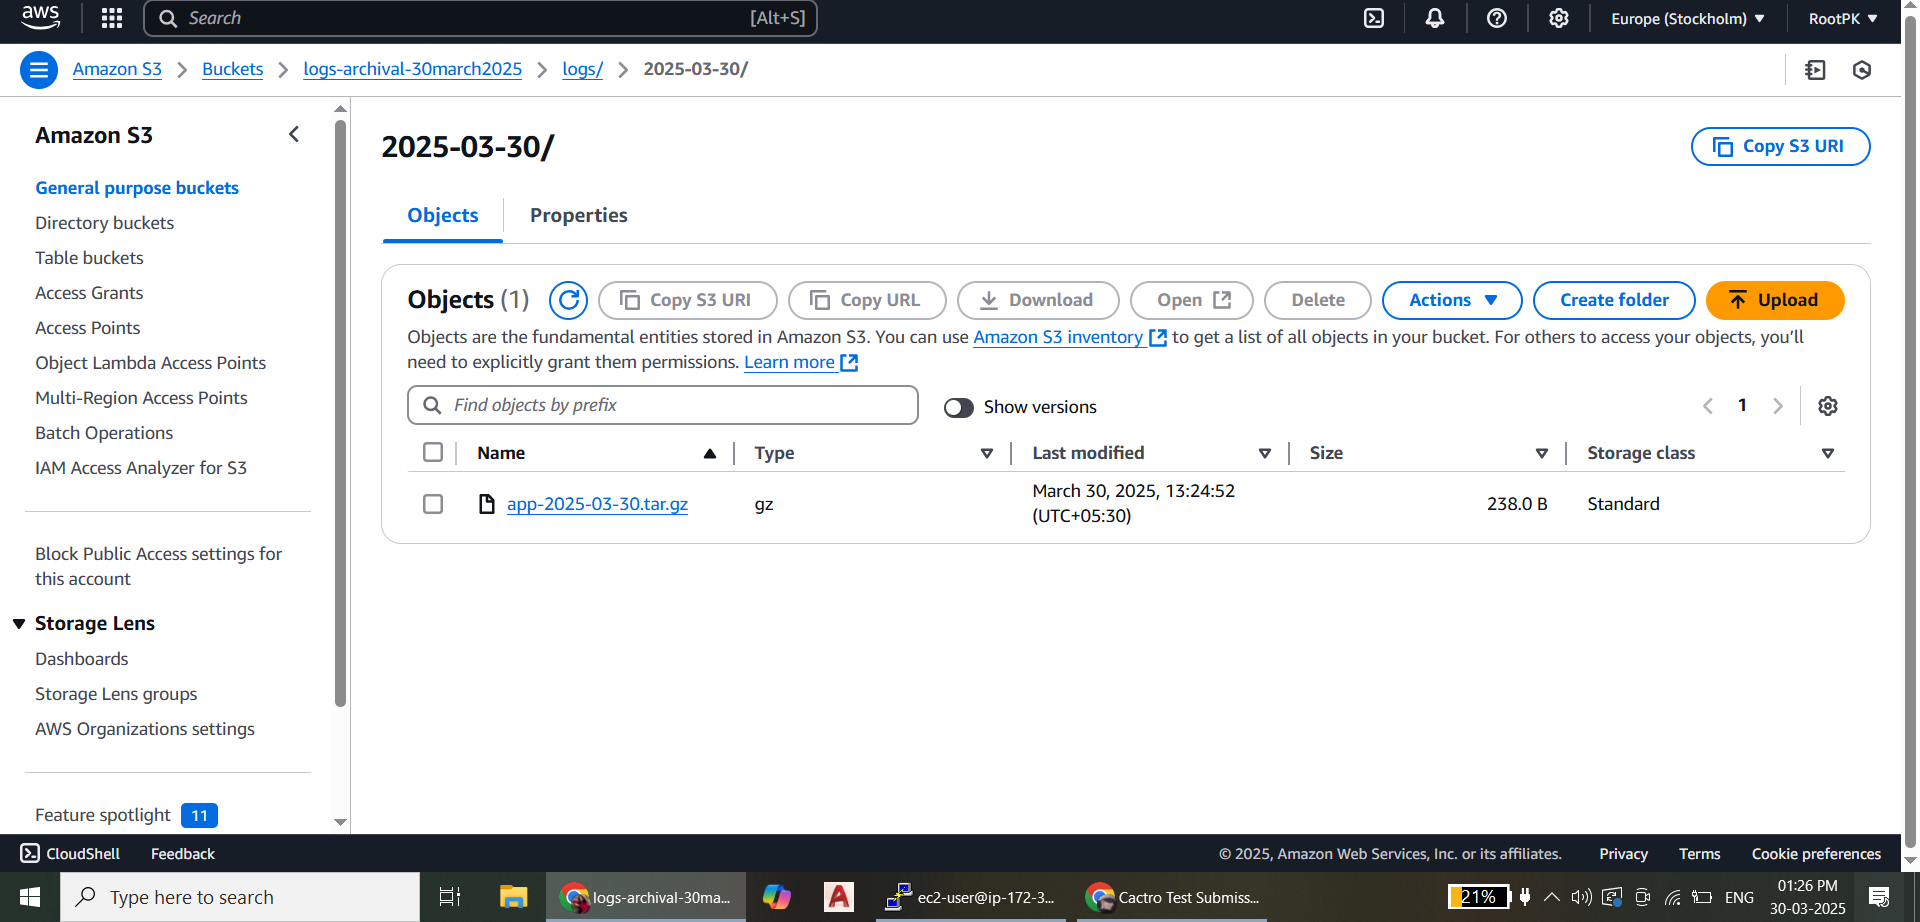 aws
Search [Alt+S]
Europe (Stockholm)
RootPK
Amazon S3
Buckets
logs-archival-30march2025
logs/
2025-03-30/
Amazon S3
General purpose buckets
Directory buckets
Table buckets
Access Grants
Access Points
Object Lambda Access Points
Multi-Region Access Points
Batch Operations
IAM Access Analyzer for S3
Block Public Access settings for
this account
Storage Lens
Dashboards
Storage Lens groups
AWS Organizations settings
Feature spotlight 11
2025-03-30/
Copy S3 URI
Objects
Properties
Objects (1)
Copy S3 URI
Copy URL
Download
Open
Delete
Actions
Create folder
Upload
Objects are the fundamental entities stored in Amazon S3. You can use Amazon S3 inventory to get a list of all objects in your bucket. For others to access your objects, you'll
need to explicitly grant them permissions. Learn more
Find objects by prefix
Show versions
1
Name
Type
Last modified
Size
Storage class
app-2025-03-30.tar.gz
gz
March 30, 2025, 13:24:52
(UTC+05:30)
238.0 B
Standard
CloudShell
Feedback
© 2025, Amazon Web Services, Inc. or its affiliates.
Privacy
Terms
Cookie preferences
Type here to search
logs-archival-30ma...
ec2-user@ip-172-3...
Cactro Test Submiss...
21%
ENG
01:26 PM
30-03-2025